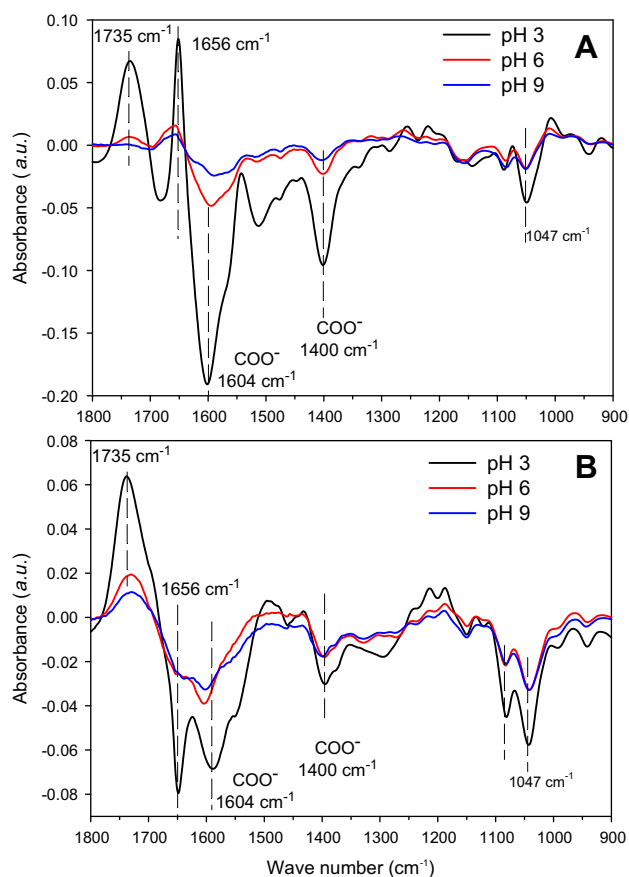 1735 cm⁻¹
1656 cm⁻¹
pH 3
pH 6
pH 9
A
0.10
0.05
0.00
-0.05
-0.10
-0.15
-0.20
Absorbance ( a.u.)
1047 cm⁻¹
COO⁻
1604 cm⁻¹
COO⁻
1400 cm⁻¹
1800 1700 1600 1500 1400 1300 1200 1100 1000 900
1735 cm⁻¹
1656 cm⁻¹
pH 3
pH 6
pH 9
B
0.08
0.06
0.04
0.02
0.00
-0.02
-0.04
-0.06
-0.08
Absorbance (a.u.)
COO⁻
1604 cm⁻¹
COO⁻
1400 cm⁻¹
1047 cm⁻¹
1800 1700 1600 1500 1400 1300 1200 1100 1000 900
Wave number (cm⁻¹)